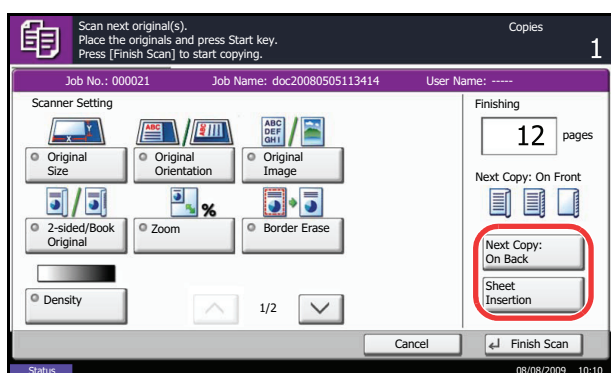 Scan next original(s).
Place the originals and press Start key.
Press [Finish Scan] to start copying.
Copies
1
Job No.: 000021
Job Name: doc20080505113414
User Name: -----
Scanner Setting
ABC
ABC
DEF
GHI
Original
Size
Original
Orientation
Original
Image
%
2-sided/Book
Original
Zoom
Border Erase
Density
1/2
Finishing
12 pages
Next Copy: On Front
Next Copy:
On Back
Sheet
Insertion
Cancel
Finish Scan
Status
08/08/2009 10:10